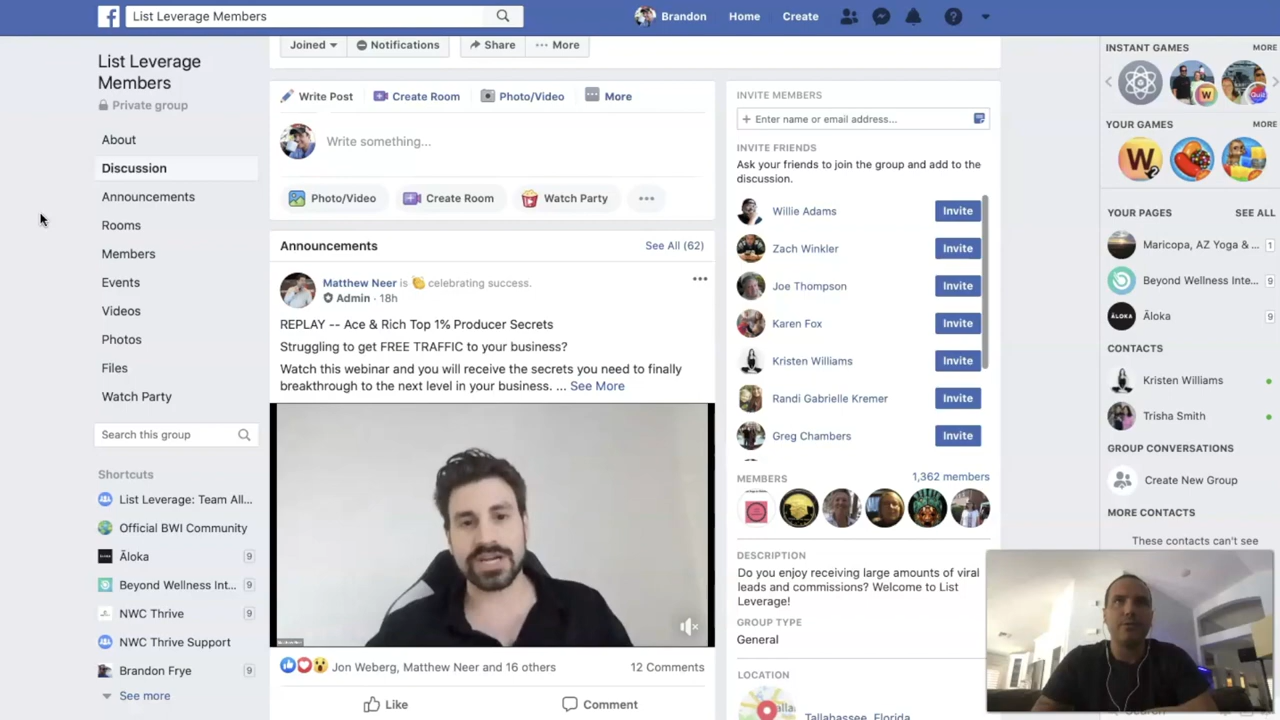 List Leverage Members
Brandon
Home
Create
List Leverage
Members
Private group
About
Discussion
Announcements
Rooms
Members
Events
Videos
Photos
Files
Watch Party
Search this group
Shortcuts
List Leverage: Team All...
Official BWI Community
Āloka 9
Beyond Wellness Int... 9
NWC Thrive 9
NWC Thrive Support
Brandon Frye 9
See more
Joined
Notifications
Share
More
Write Post
Create Room
Photo/Video
More
Write something...
Photo/Video
Create Room
Watch Party
Announcements
See All (62)
Matthew Neer is celebrating success.
Admin · 18h
REPLAY -- Ace & Rich Top 1% Producer Secrets
Struggling to get FREE TRAFFIC to your business?
Watch this webinar and you will receive the secrets you need to finally
breakthrough to the next level in your business. ... See More
Jon Weberg, Matthew Neer and 16 others
12 Comments
Like
Comment
INVITE MEMBERS
+ Enter name or email address...
INVITE FRIENDS
Ask your friends to join the group and add to the
discussion.
Willie Adams Invite
Zach Winkler Invite
Joe Thompson Invite
Karen Fox Invite
Kristen Williams Invite
Randi Gabrielle Kremer Invite
Greg Chambers Invite
MEMBERS
1,362 members
DESCRIPTION
Do you enjoy receiving large amounts of viral
leads and commissions? Welcome to List
Leverage!
GROUP TYPE
General
LOCATION
Tallahassee, Florida
INSTANT GAMES MORE
W
Quiz
YOUR GAMES MORE
W
YOUR PAGES SEE ALL
Maricopa, AZ Yoga & ... 1
Beyond Wellness Inte... 9
ĀLOKA
Āloka 9
CONTACTS
Kristen Williams
Trisha Smith
GROUP CONVERSATIONS
Create New Group
MORE CONTACTS
These contacts can't see